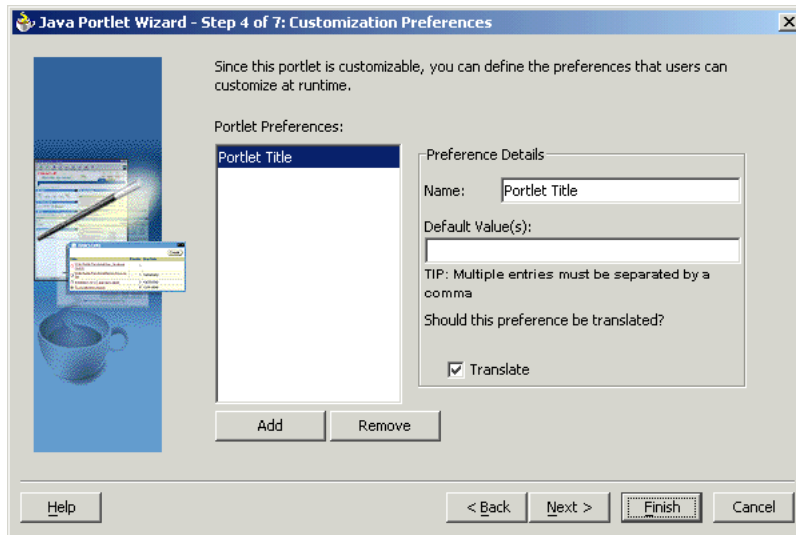 Java Portlet Wizard - Step 4 of 7: Customization Preferences
Since this portlet is customizable, you can define the preferences that users can
customize at runtime.
Portlet Preferences:
Portlet Title
Preference Details
Name: Portlet Title
Default Value(s):
TIP: Multiple entries must be separated by a
comma
Should this preference be translated?
Translate
Add Remove
Help < Back Next > Finish Cancel